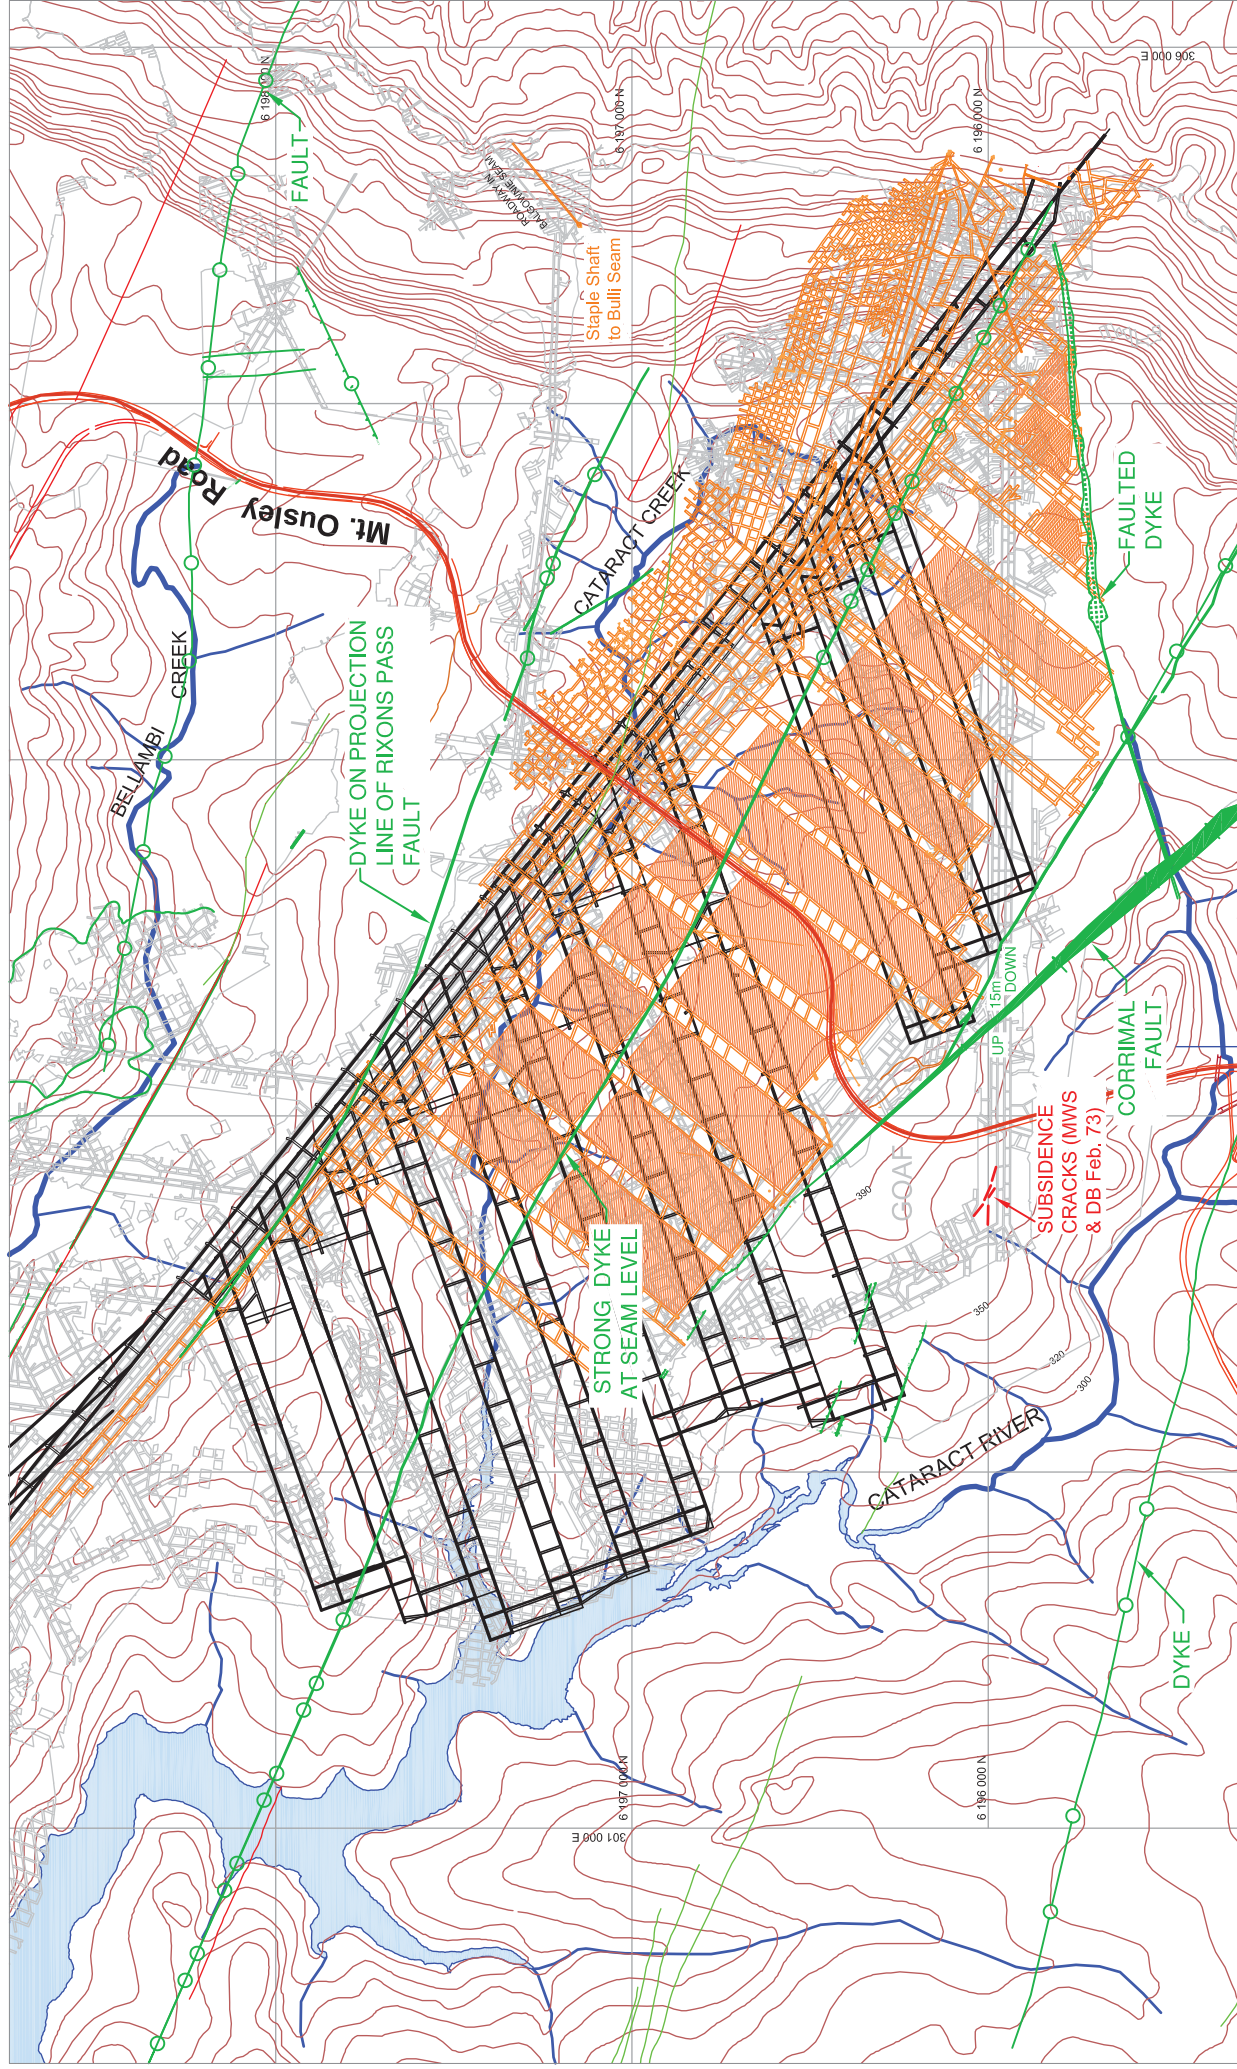 306 000 E
6 198 000 N
FAULT
6 197 000 N
6 196 000 N
ROADWAY IN
BALGOWNIE SEAM
Staple Shaft
to Bulli Seam
Mt. Ousley Road
CATARACT CREEK
FAULTED
DYKE
BELLAMBI
CREEK
DYKE ON PROJECTION
LINE OF RIXONS PASS
FAULT
UP
15m
DOWN
CORRIMAL
FAULT
SUBSIDENCE
CRACKS (MWS
& DB Feb. 73)
GOAF
390
350
320
300
STRONG DYKE
AT SEAM LEVEL
CATARACT RIVER
DYKE
6 197 000 N
301 000 E
6 196 000 N